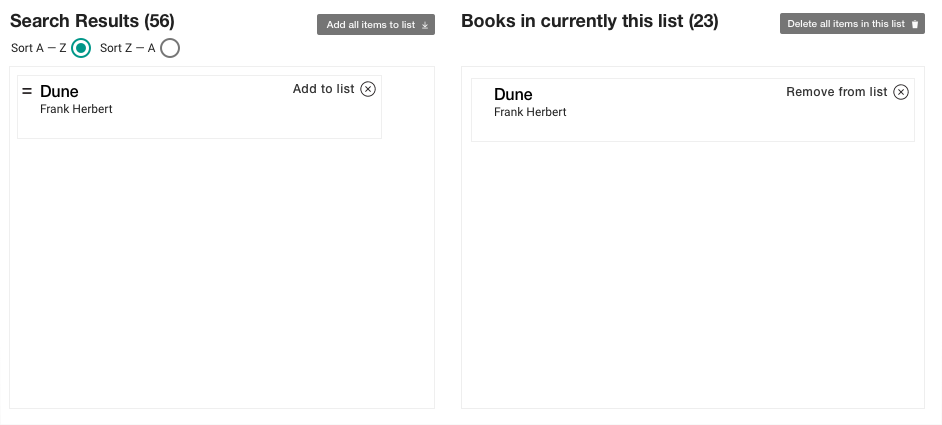 Search Results (56)
Add all items to list
Sort A — Z
Sort Z — A
= Dune
Frank Herbert
Add to list
Books in currently this list (23)
Delete all items in this list
Dune
Frank Herbert
Remove from list